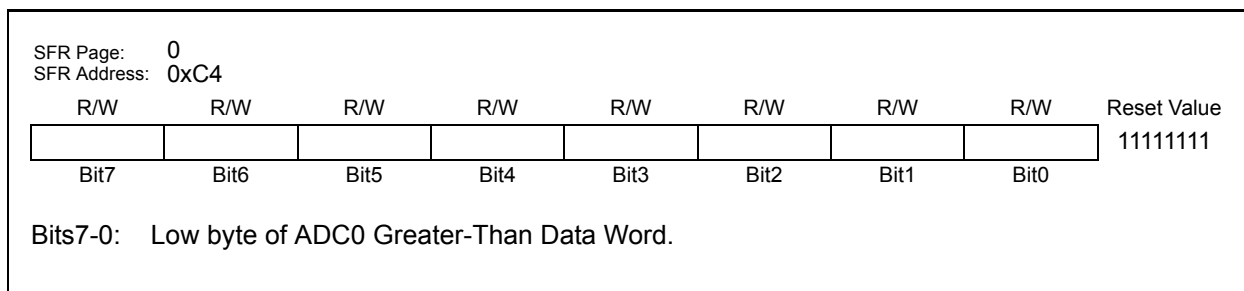 SFR Page: 0
SFR Address: 0xC4
R/W R/W R/W R/W R/W R/W R/W R/W Reset Value
11111111
Bit7 Bit6 Bit5 Bit4 Bit3 Bit2 Bit1 Bit0
Bits7-0: Low byte of ADC0 Greater-Than Data Word.